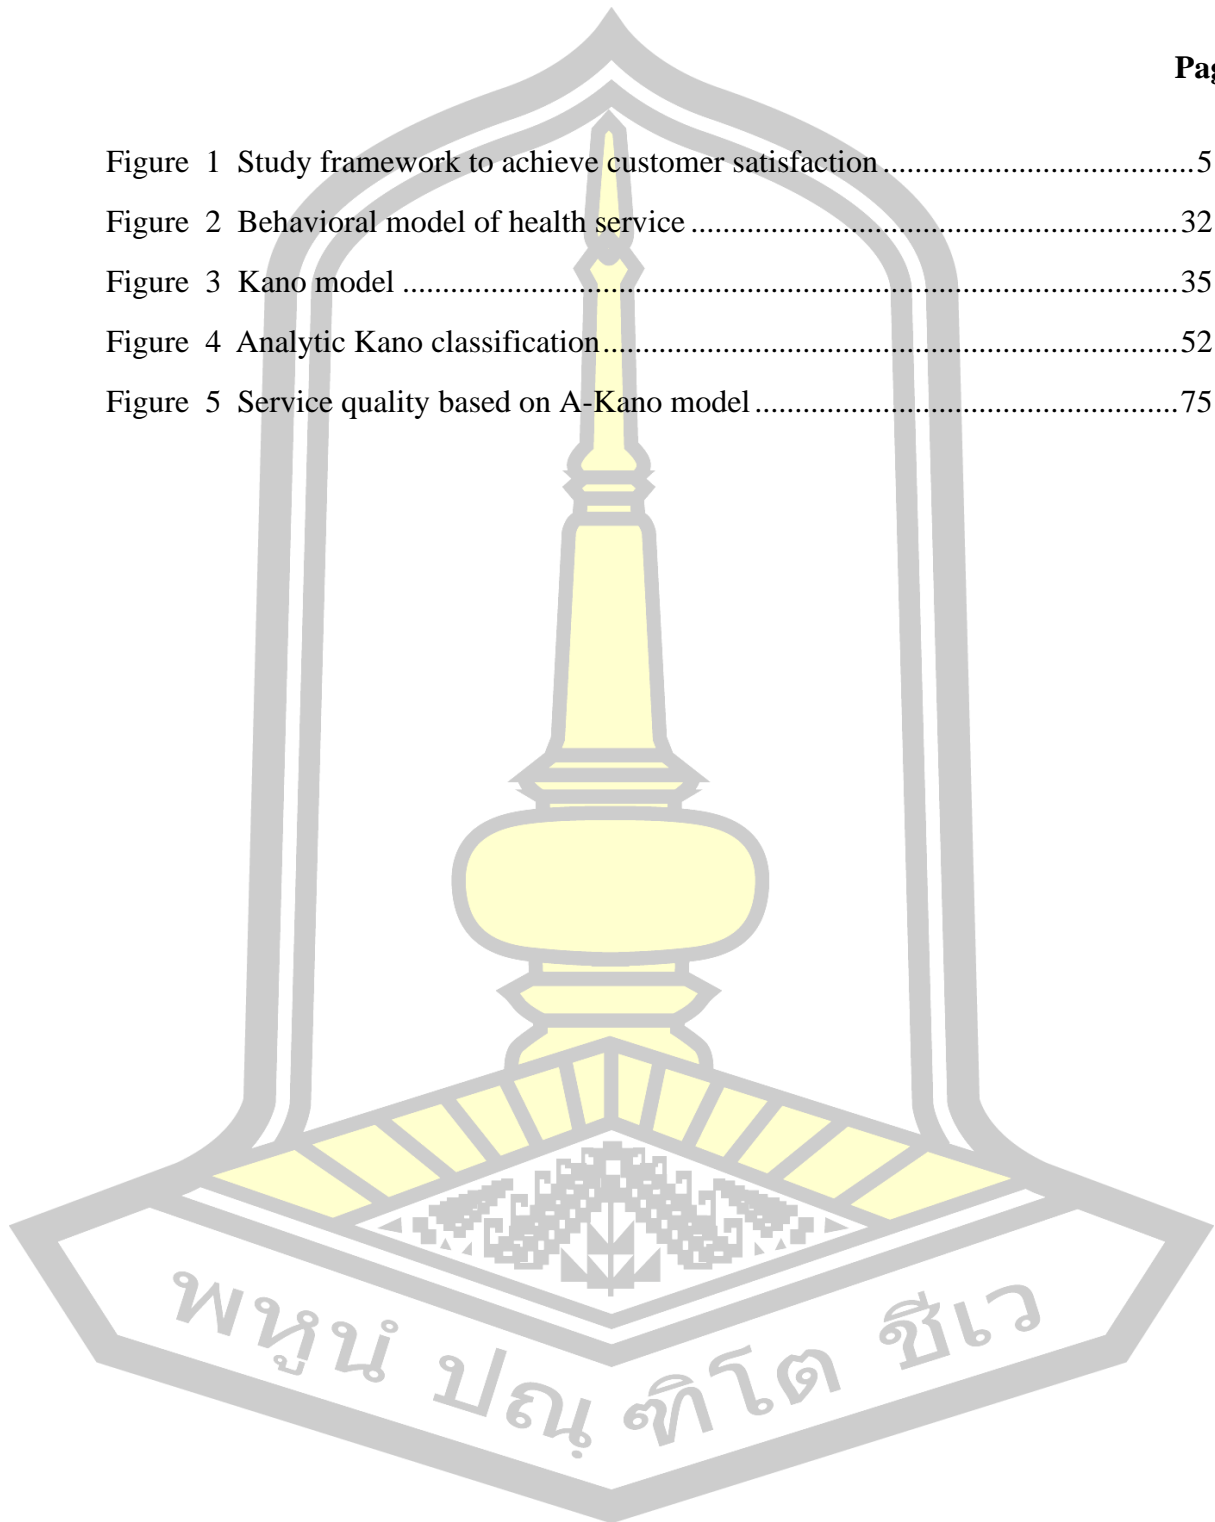 Pag
Figure 1 Study framework to achieve customer satisfaction..................................5
Figure 2 Behavioral model of health service.....................................................32
Figure 3 Kano model....................................................................................35
Figure 4 Analytic Kano classification...............................................................52
Figure 5 Service quality based on A-Kano model..............................................75
พหูนํ ปณฺ ฑิโต ชีเว